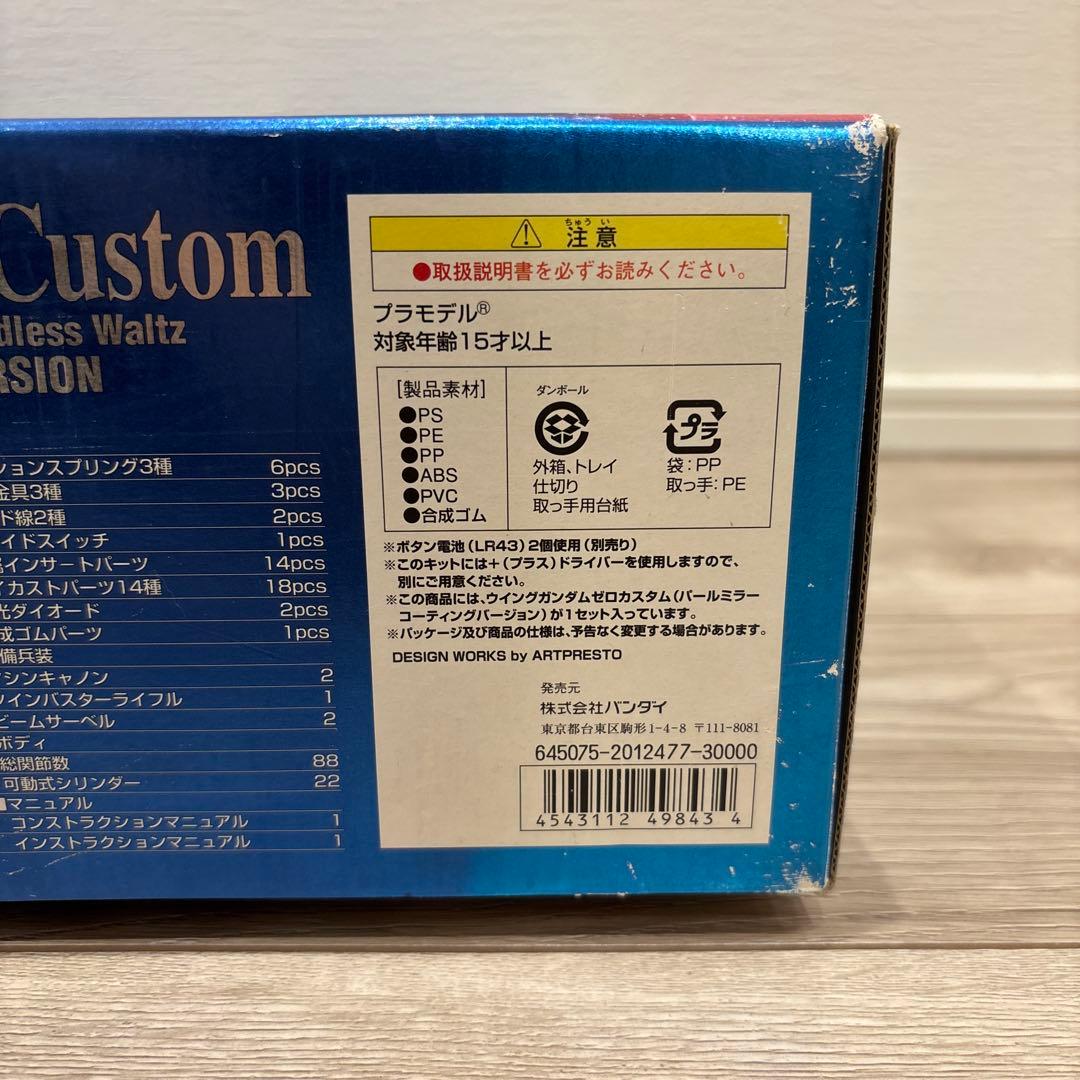 Custom
dless Waltz
RSION
ションスプリング3種 6pcs
金具3種 3pcs
ド線2種 2pcs
イドスイッチ 1pcs
インサートパーツ 14pcs
イカストパーツ14種 18pcs
光ダイオード 2pcs
成ゴムパーツ 1pcs
備兵装
シンキャノン 2
ツインバスターライフル 1
ビームサーベル 2
ボディ
総関節数 88
可動式シリンダー 22
■マニュアル
コンストラクションマニュアル 1
インストラクションマニュアル 1
ちゅう い
注意
●取扱説明書を必ずお読みください。
プラモデル®
対象年齢15才以上
[製品素材]
●PS
●PE
●PP
●ABS
●PVC
●合成ゴム
ダンボール
外箱、トレイ
仕切り
取っ手用台紙
プラ
袋:PP
取っ手:PE
※ボタン電池(LR43)2個使用(別売り)
※このキットには+(プラス)ドライバーを使用しますので、
別にご用意ください。
※この商品には、ウイングガンダムゼロカスタム(パールミラー
コーティングバージョン)が1セット入っています。
※パッケージ及び商品の仕様は、予告なく変更する場合があります。
DESIGN WORKS by ARTPRESTO
発売元
株式会社バンダイ
東京都台東区駒形1-4-8 〒111-8081
645075-2012477-30000
4543112 49843 4